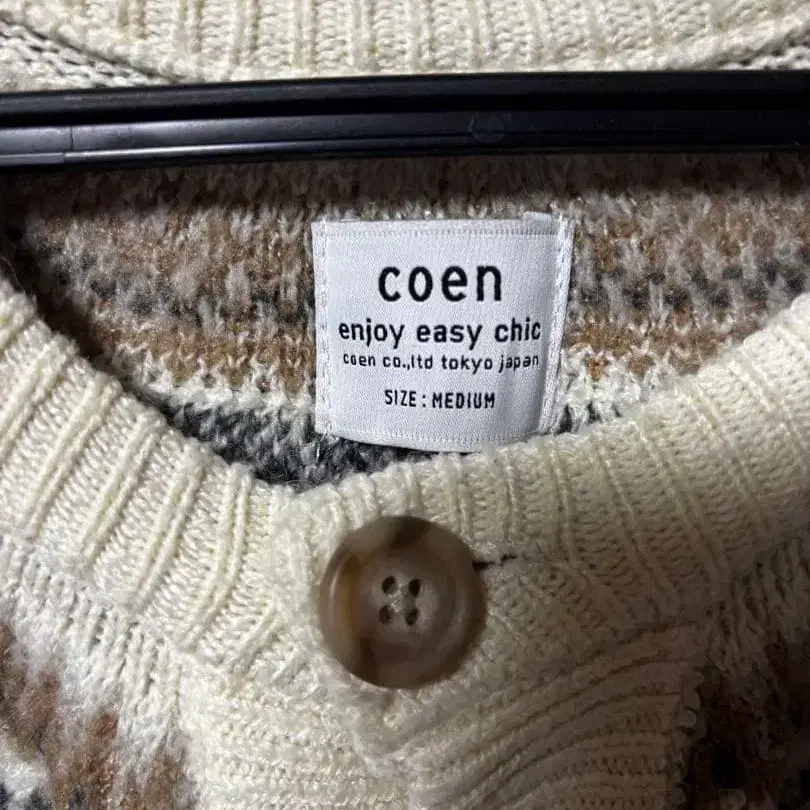 coen
enjoy easy chic
coen co.,ltd tokyo japan
SIZE : MEDIUM